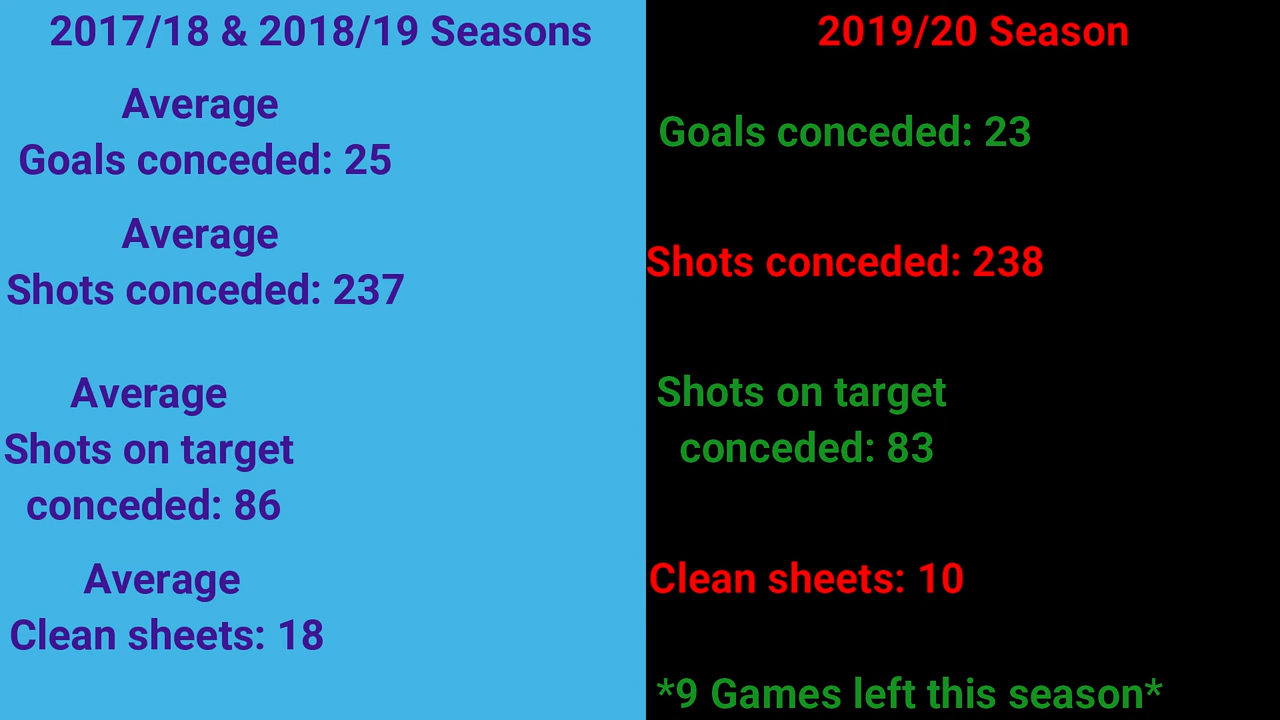 2017/18 & 2018/19 Seasons
Average
Goals conceded: 25
Average
Shots conceded: 237
Average
Shots on target
conceded: 86
Average
Clean sheets: 18
2019/20 Season
Goals conceded: 23
Shots conceded: 238
Shots on target
conceded: 83
Clean sheets: 10
*9 Games left this season*